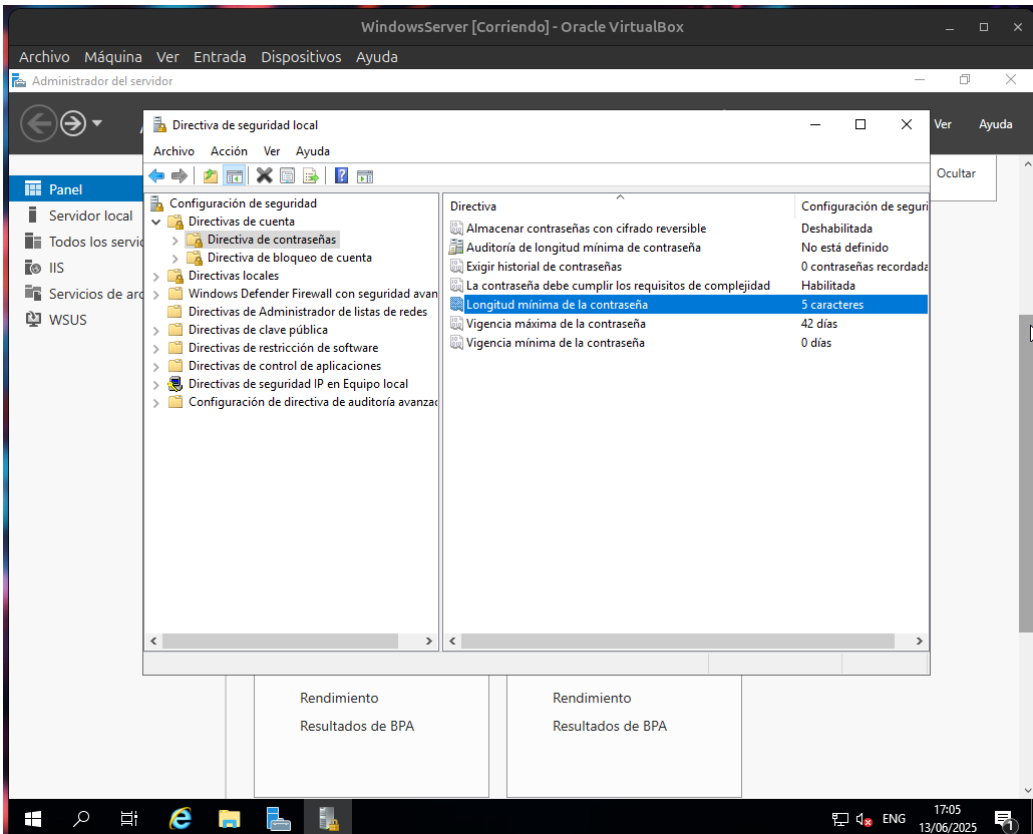 WindowsServer [Corriendo] - Oracle VirtualBox
Archivo Máquina Ver Entrada Dispositivos Ayuda
Administrador del servidor
Ver Ayuda
Directiva de seguridad local
Archivo Acción Ver Ayuda
Ocultar
Panel
Servidor local
Todos los servic
IIS
Servicios de arc
WSUS
Configuración de seguridad
Directivas de cuenta
Directiva de contraseñas
Directiva de bloqueo de cuenta
Directivas locales
Windows Defender Firewall con seguridad avan
Directivas de Administrador de listas de redes
Directivas de clave pública
Directivas de restricción de software
Directivas de control de aplicaciones
Directivas de seguridad IP en Equipo local
Configuración de directiva de auditoría avanzac
Directiva Configuración de seguri
Almacenar contraseñas con cifrado reversible Deshabilitada
Auditoría de longitud mínima de contraseña No está definido
Exigir historial de contraseñas 0 contraseñas recordada
La contraseña debe cumplir los requisitos de complejidad Habilitada
Longitud mínima de la contraseña 5 caracteres
Vigencia máxima de la contraseña 42 días
Vigencia mínima de la contraseña 0 días
Rendimiento Rendimiento
Resultados de BPA Resultados de BPA
ENG
17:05
13/06/2025
1